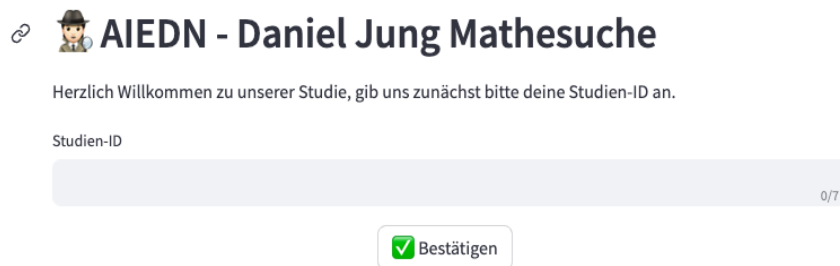 AIEDN - Daniel Jung Mathesuche
Herzlich Willkommen zu unserer Studie, gib uns zunächst bitte deine Studien-ID an.
Studien-ID
0/7
Bestätigen